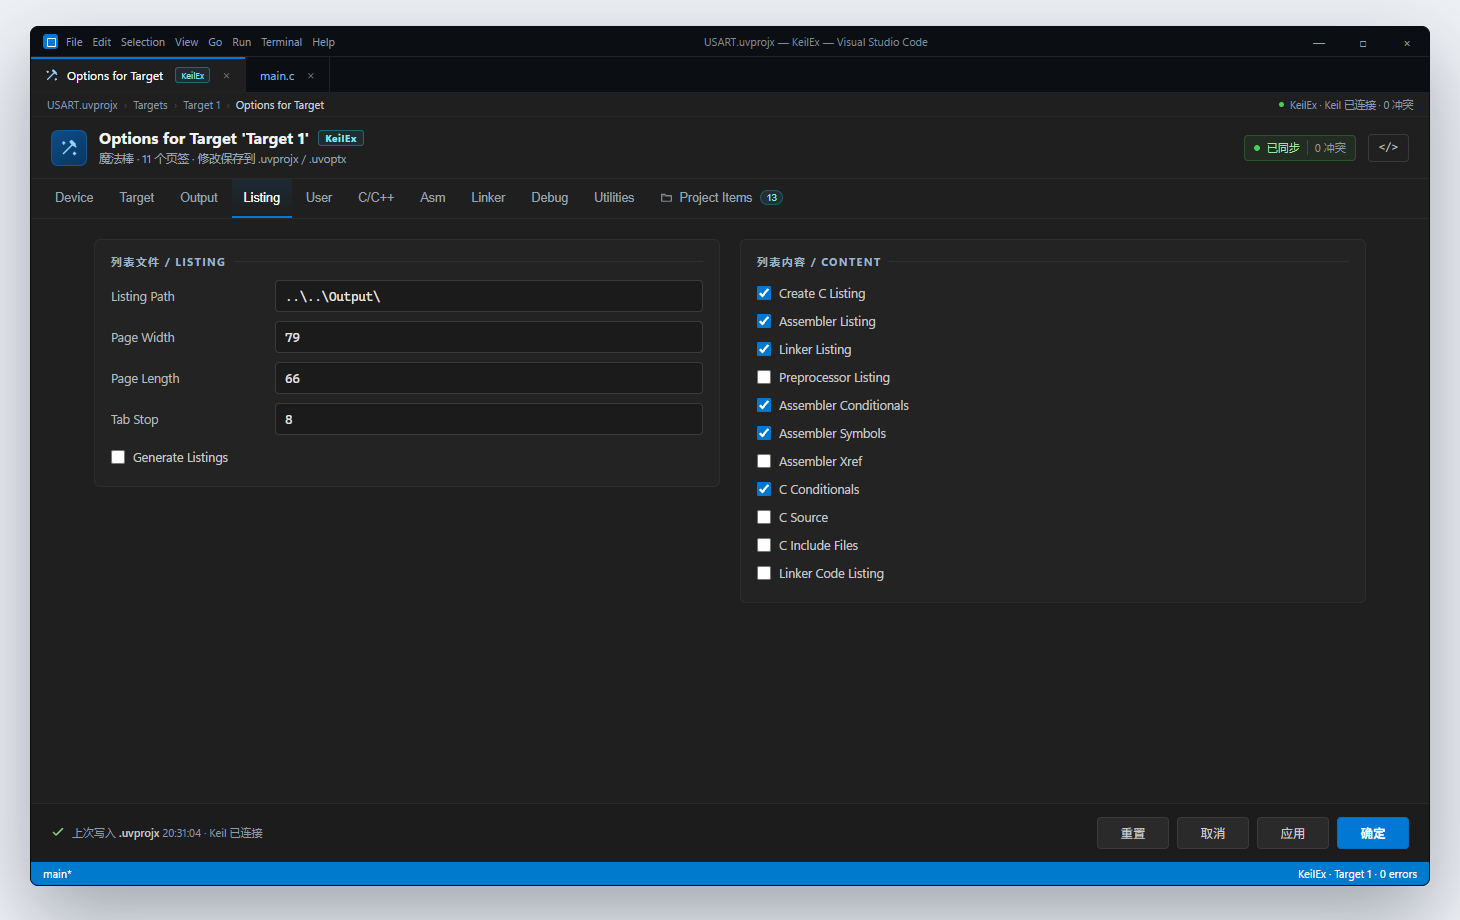 File Edit Selection View Go Run Terminal Help USART.uvprojx — KeilEx — Visual Studio Code
Options for Target KeilEx × main.c ×
USART.uvprojx › Targets › Target 1 › Options for Target KeilEx · Keil 已连接 · 0 冲突
Options for Target 'Target 1' KeilEx
魔法棒 · 11 个页签 · 修改保存到 .uvprojx / .uvoptx
已同步 0 冲突 </>
Device Target Output Listing User C/C++ Asm Linker Debug Utilities Project Items 13
列表文件 / LISTING
Listing Path ..\..\Output\
Page Width 79
Page Length 66
Tab Stop 8
Generate Listings
列表内容 / CONTENT
Create C Listing
Assembler Listing
Linker Listing
Preprocessor Listing
Assembler Conditionals
Assembler Symbols
Assembler Xref
C Conditionals
C Source
C Include Files
Linker Code Listing
上次写入 .uvprojx 20:31:04 · Keil 已连接
重置 取消 应用 确定
main* KeilEx · Target 1 · 0 errors